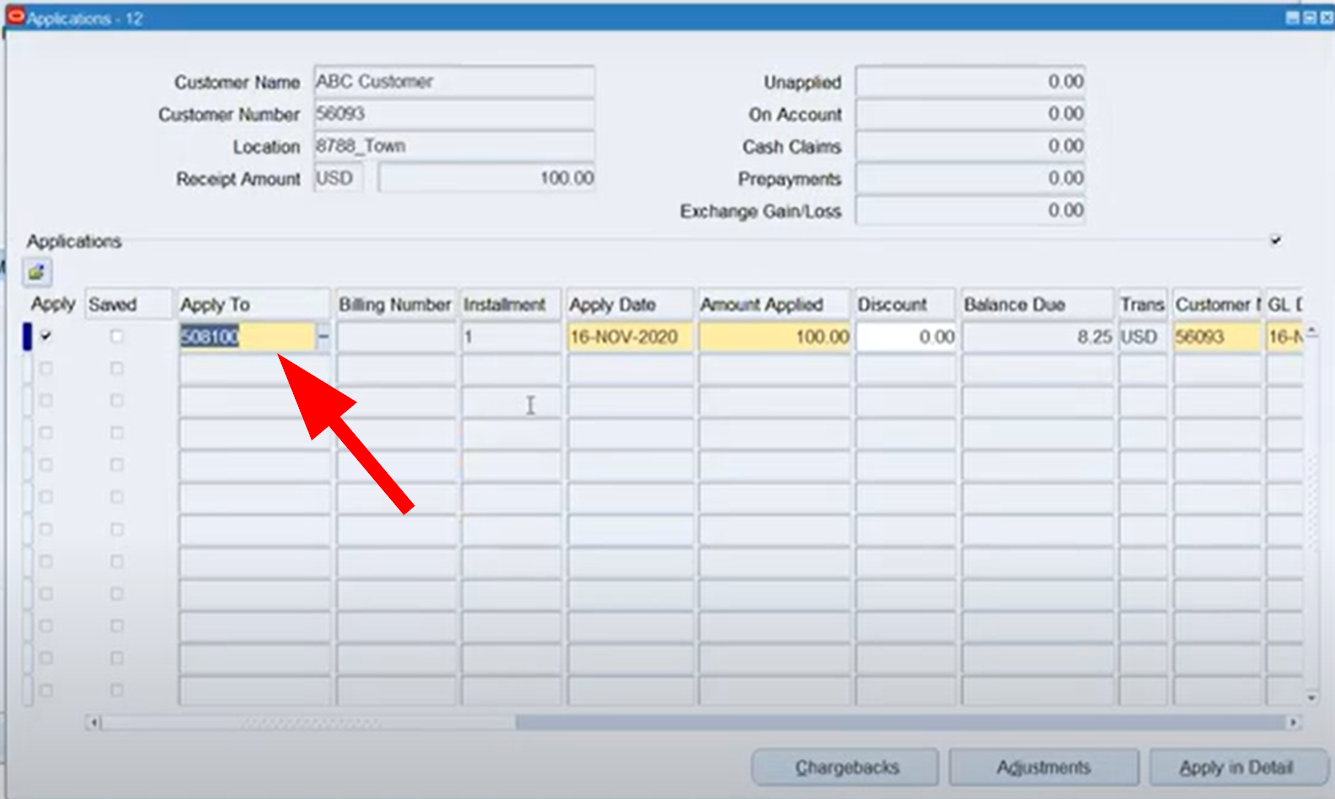 Applications - 12
Customer Name ABC Customer
Customer Number 56093
Location 8788_Town
Receipt Amount USD 100.00
Unapplied 0.00
On Account 0.00
Cash Claims 0.00
Prepayments 0.00
Exchange Gain/Loss 0.00
Applications
Apply Saved Apply To Billing Number Installment Apply Date Amount Applied Discount Balance Due Trans Customer GL
508100 1 16-NOV-2020 100.00 0.00 8.25 USD 56093 16-N
Chargebacks Adjustments Apply in Detail